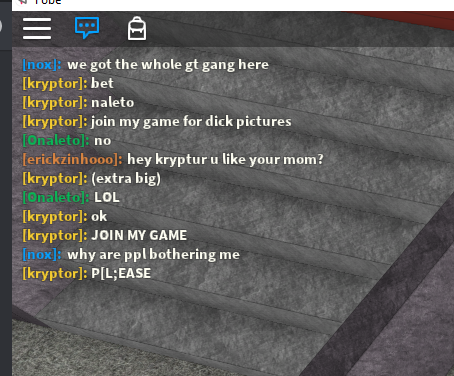 [nox]: we got the whole gt gang here
[kryptor]: bet
[kryptor]: naleto
[kryptor]: join my game for dick pictures
[Onaleto]: no
[erickzinhooo]: hey kryptur u like your mom?
[kryptor]: (extra big)
[Onaleto]: LOL
[kryptor]: ok
[kryptor]: JOIN MY GAME
[nox]: why are ppl bothering me
[kryptor]: P[L;EASE